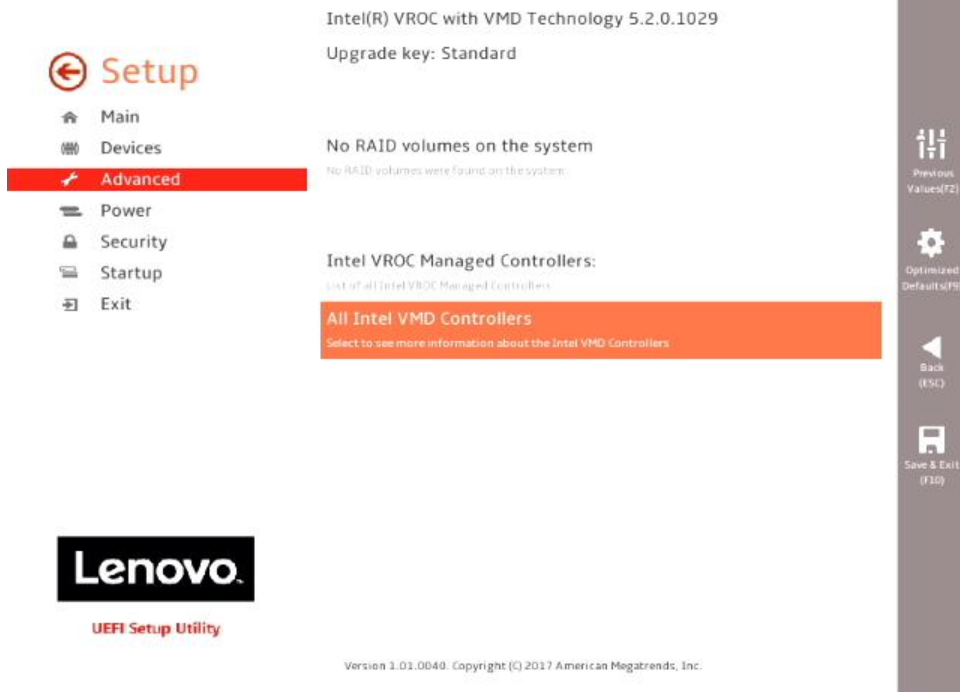 Intel(R) VROC with VMD Technology 5.2.0.1029
Upgrade key: Standard
Setup
Main
Devices
Advanced
Power
Security
Startup
Exit
No RAID volumes on the system
No RAID volumes were found on the system.
Intel VROC Managed Controllers:
List of all Intel VROC Managed Controllers
All Intel VMD Controllers
Select to see more information about the Intel VMD Controllers
Previous
Values(F2)
Optimized
Defaults(F9
Back
(ESC)
Save & Exit
(F10)
Lenovo.
UEFI Setup Utility
Version 1.01.0040. Copyright (C) 2017 American Megatrends, Inc.